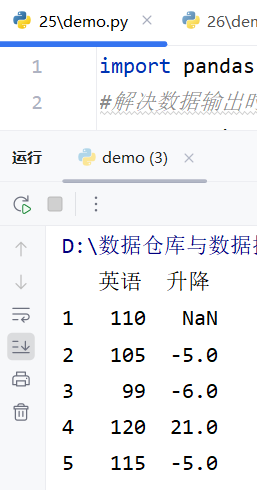 25\demo.py 26\dem
1 import pandas
2 #解决数据输出时
运行 demo (3)
D:\数据仓库与数据挖
英语 升降
1 110 NaN
2 105 -5.0
3 99 -6.0
4 120 21.0
5 115 -5.0